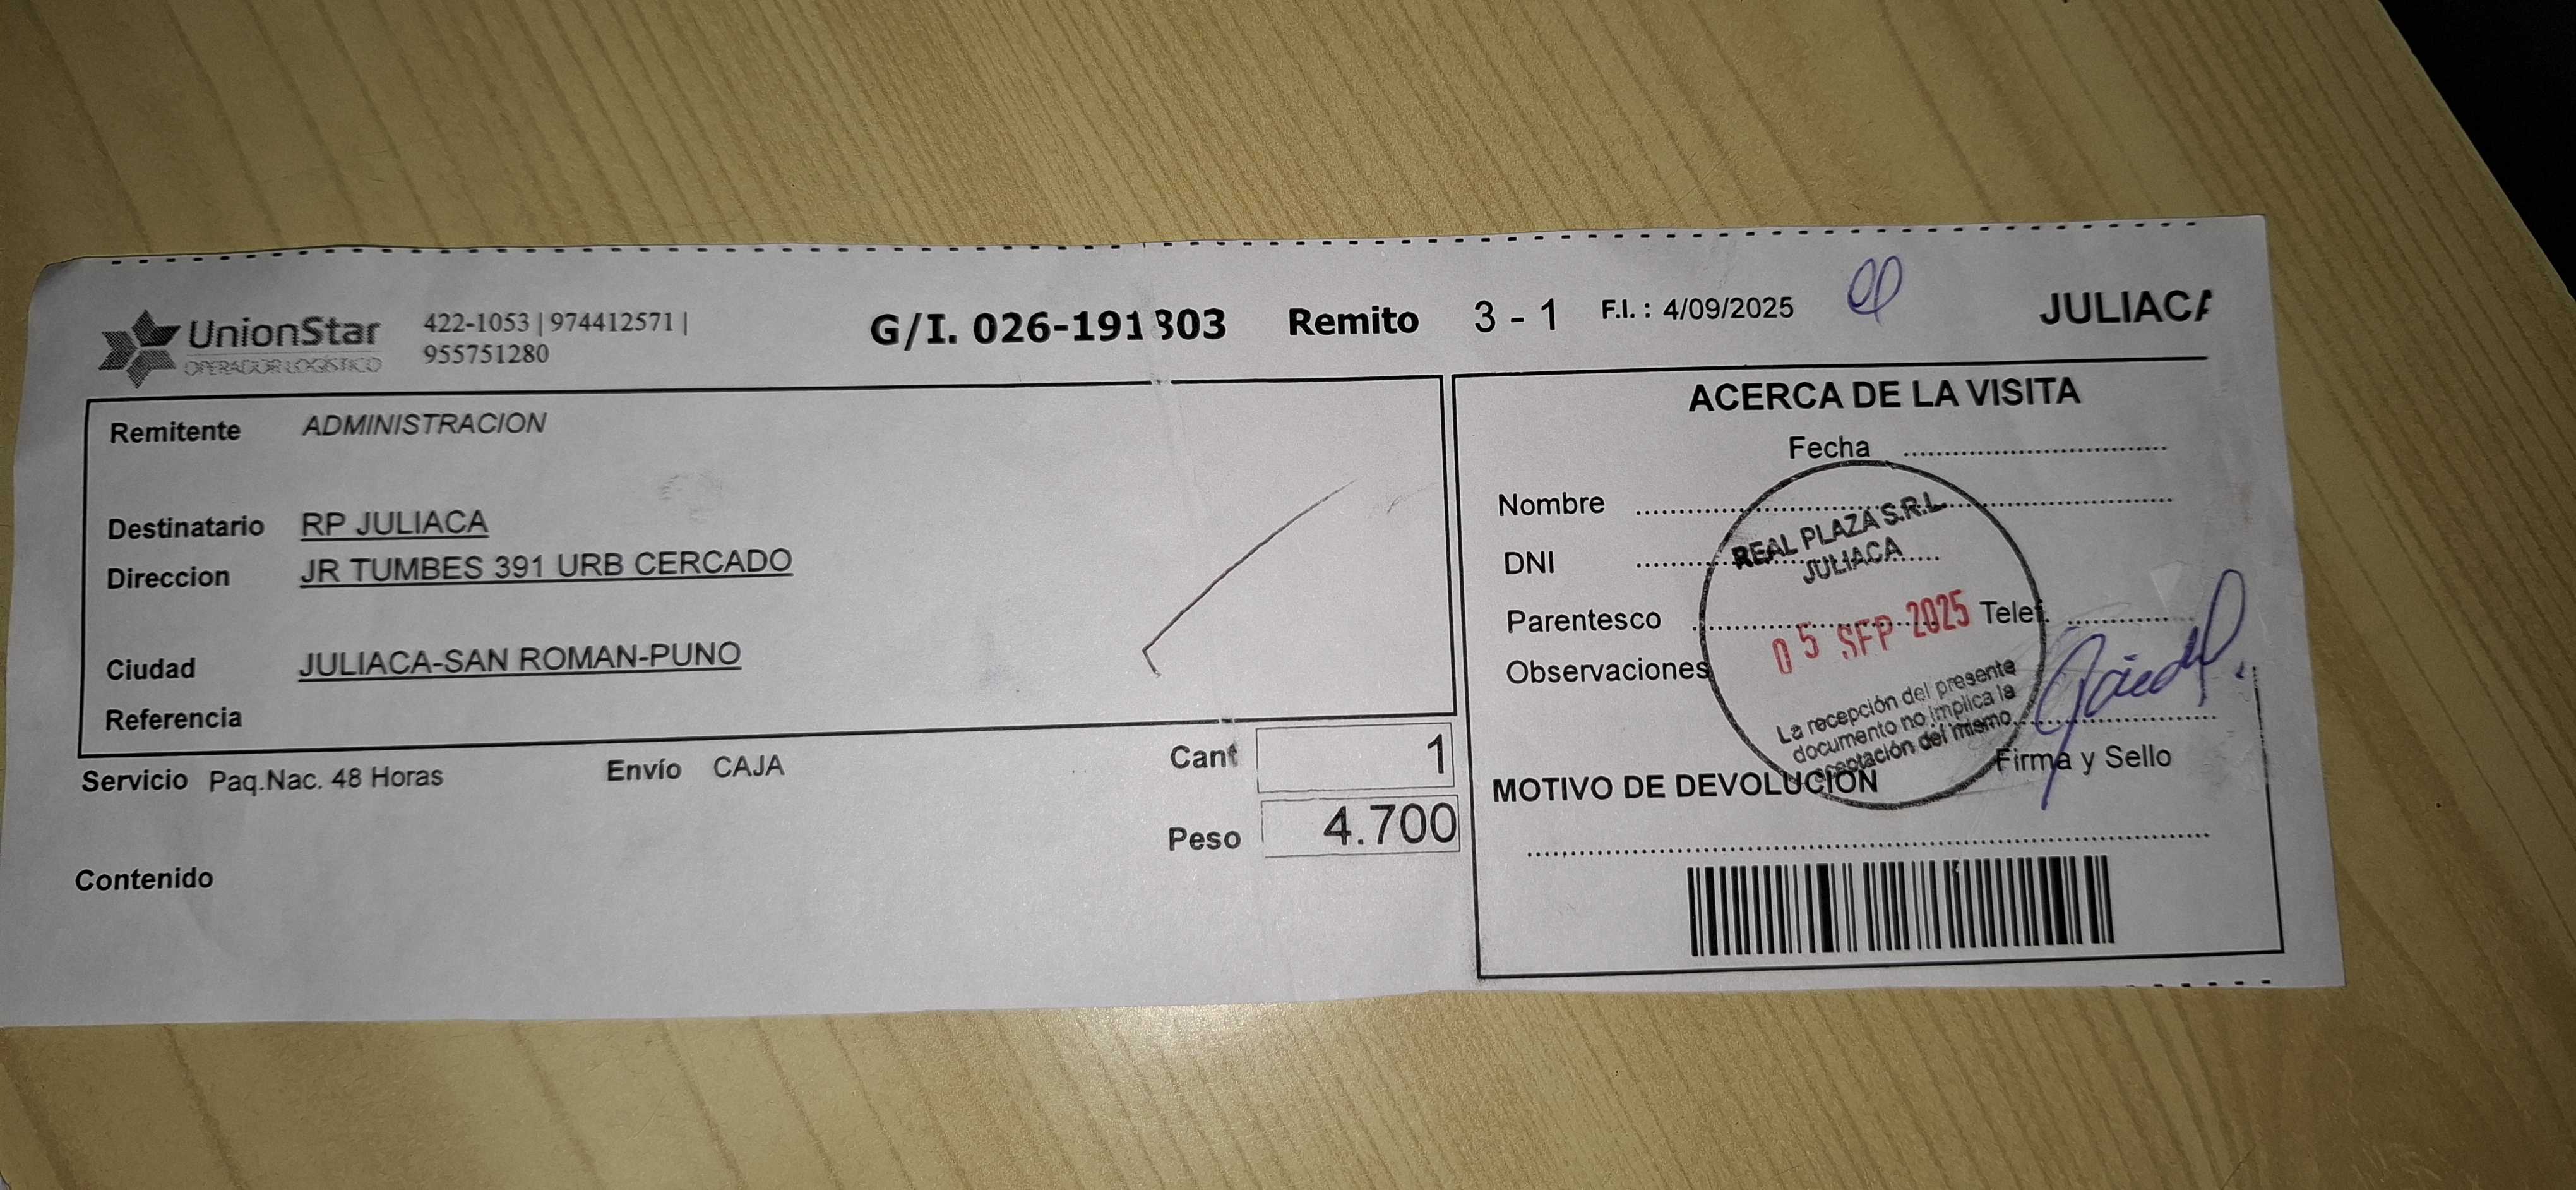 UnionStar
OPERADOR LOGÍSTICO
422-1053 | 974412571 |
955751280
G/I. 026-191303 Remito 3 - 1 F.I. : 4/09/2025
JULIACA
Remitente ADMINISTRACION
Destinatario RP JULIACA
Direccion JR TUMBES 391 URB CERCADO
Ciudad JULIACA-SAN ROMAN-PUNO
Referencia
Servicio Paq.Nac. 48 Horas Envío CAJA
Cant 1
Peso 4.700
Contenido
ACERCA DE LA VISITA
Fecha
Nombre
DNI
Parentesco Telef.
Observaciones
Firma y Sello
MOTIVO DE DEVOLUCIÓN
REAL PLAZA S.R.L.
JULIACA
05 SEP 2025
La recepción del presente
documento no implica la
aceptación del mismo